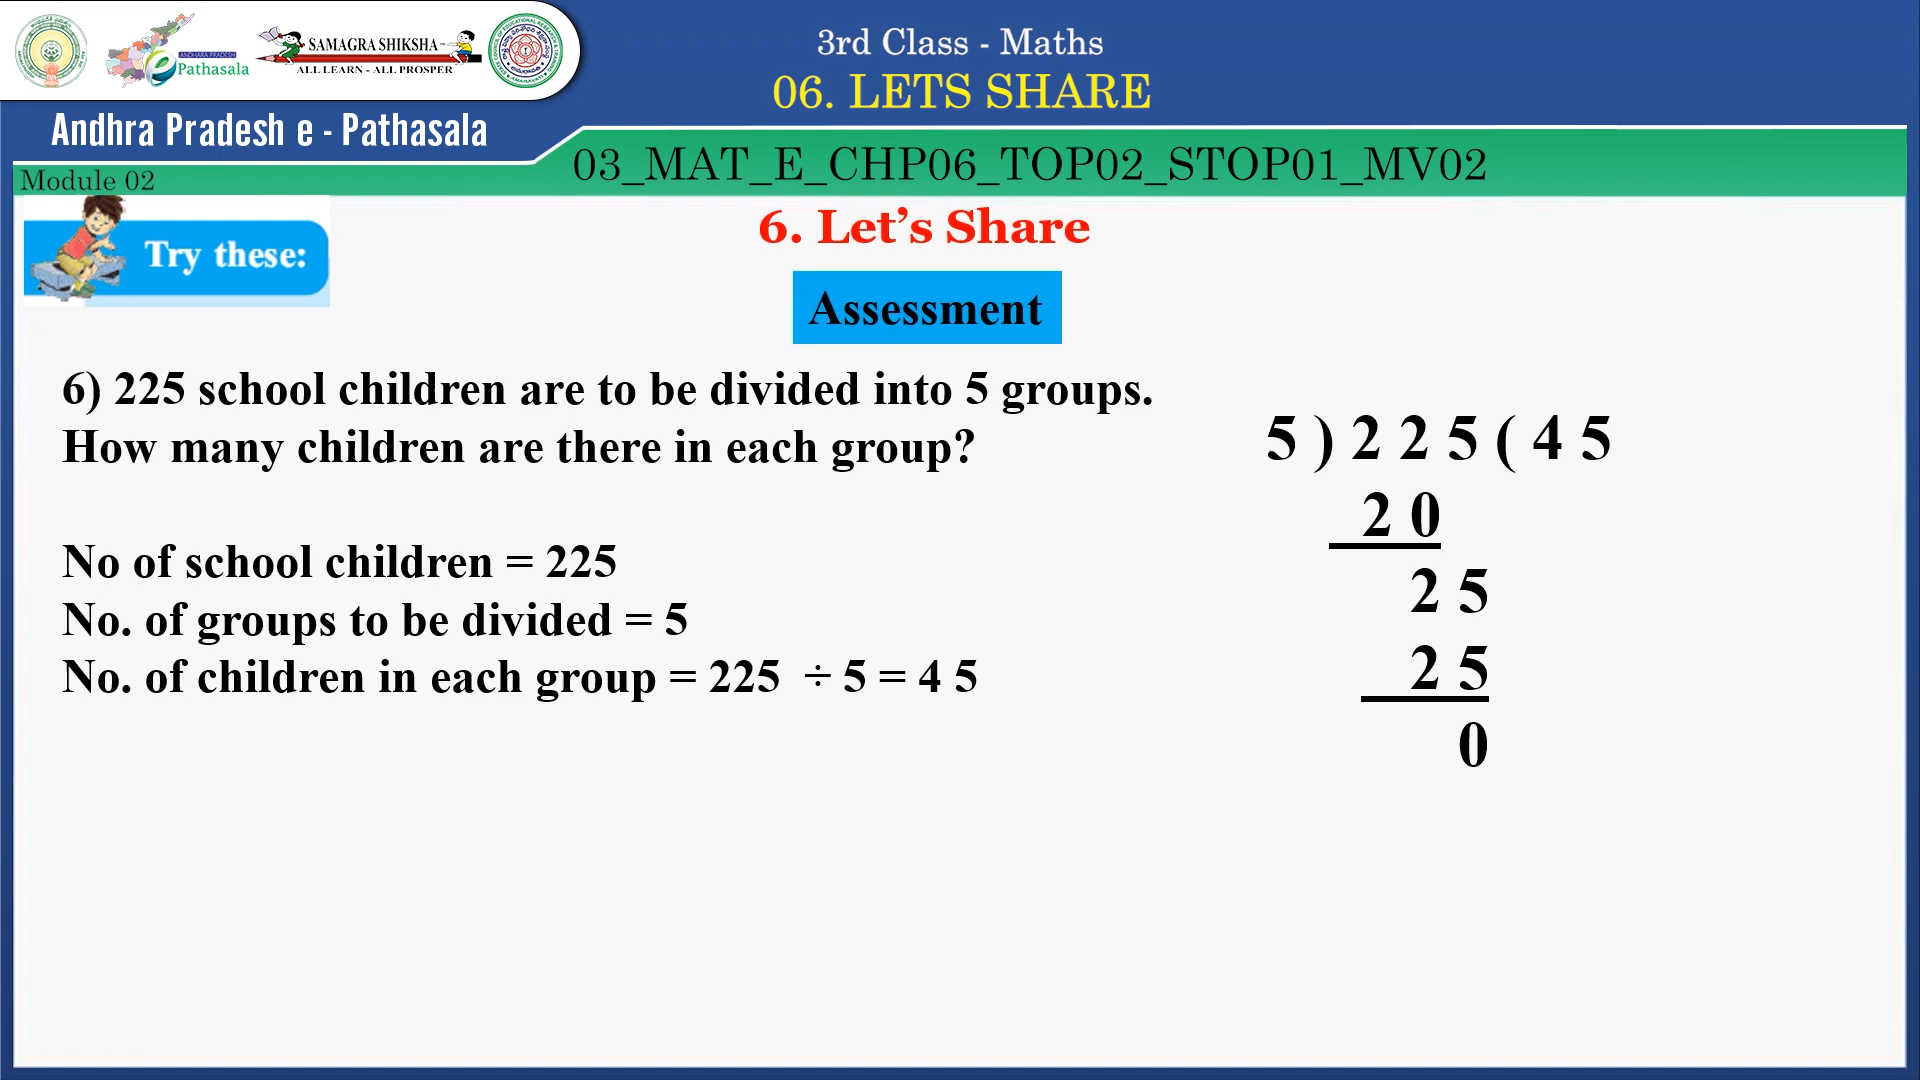 ANDHRA PRADESH
Pathasala
SAMAGRA SHIKSHA
ALL LEARN - ALL PROSPER
3rd Class - Maths
06. LETS SHARE
Andhra Pradesh e - Pathasala
03_MAT_E_CHP06_TOP02_STOP01_MV02
Module 02
6. Let’s Share
Try these:
Assessment
6) 225 school children are to be divided into 5 groups.
How many children are there in each group?
No of school children = 225
No. of groups to be divided = 5
No. of children in each group = 225 ÷ 5 = 4 5
5 ) 2 2 5 ( 4 5
2 0
2 5
2 5
0